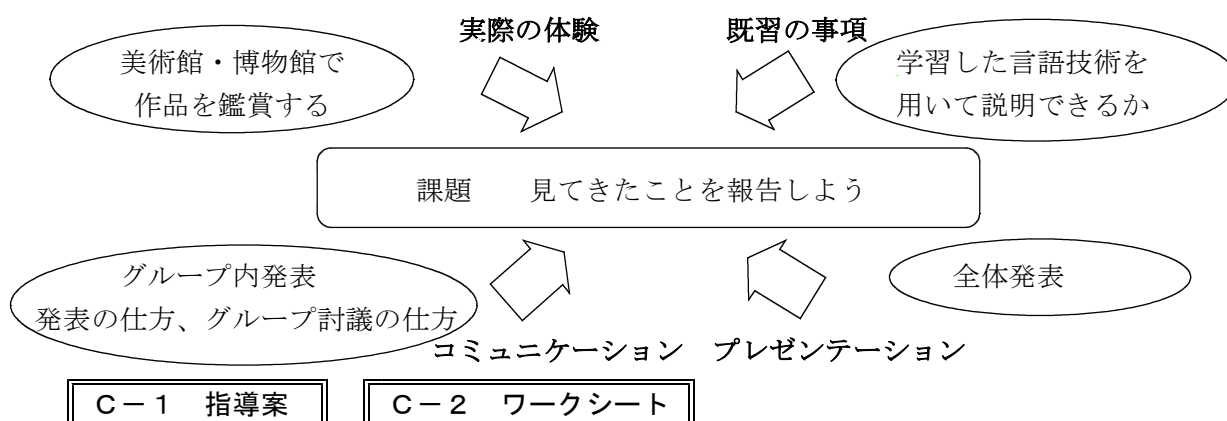 実際の体験
既習の事項
美術館・博物館で
作品を鑑賞する
学習した言語技術を
用いて説明できるか
課題　　見てきたことを報告しよう
グループ内発表
発表の仕方、グループ討議の仕方
全体発表
コミュニケーション
プレゼンテーション
Ｃ－１　指導案
Ｃ－２　ワークシート